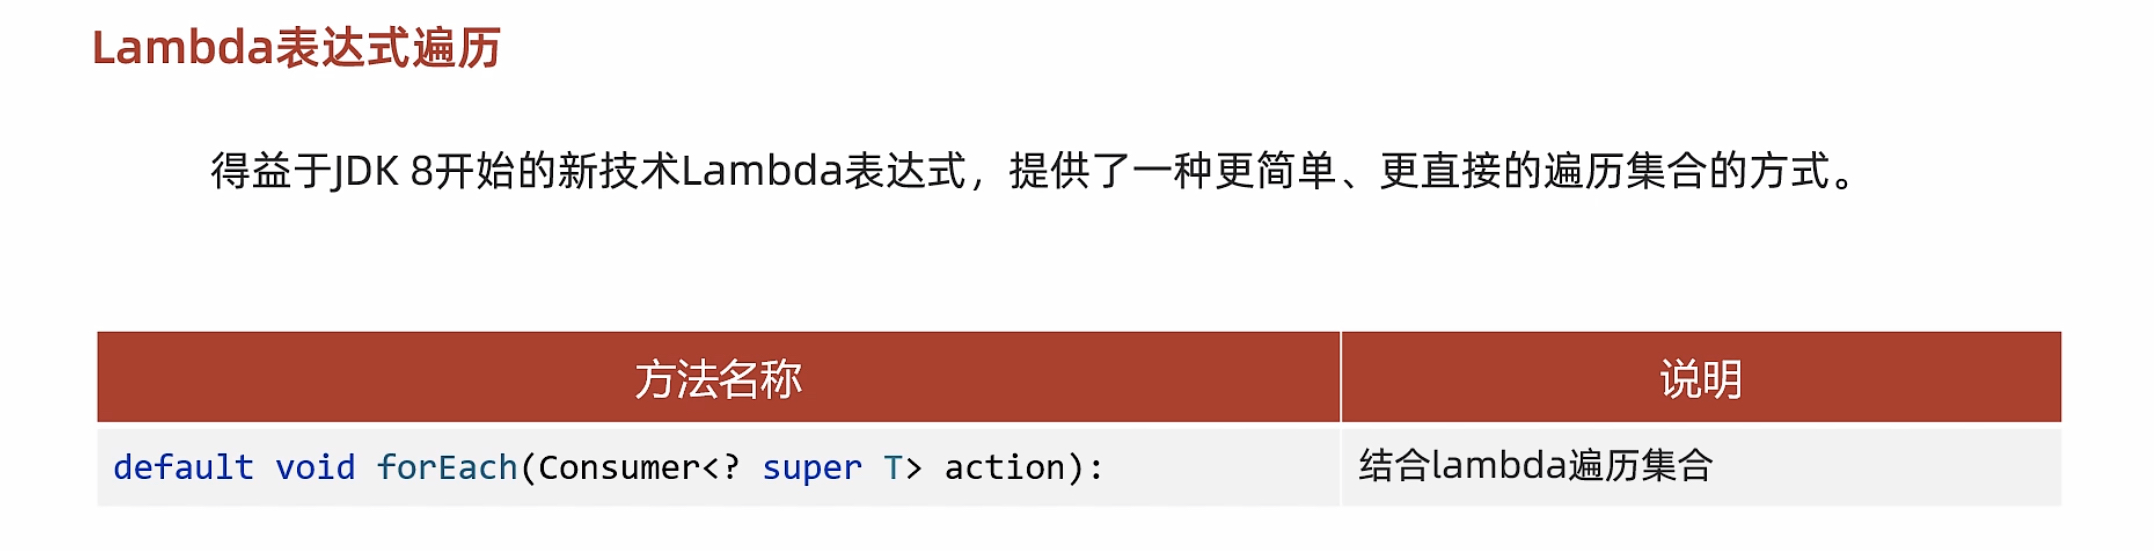 Lambda表达式遍历
得益于JDK 8开始的新技术Lambda表达式，提供了一种更简单、更直接的遍历集合的方式。
方法名称 说明
default void forEach(Consumer<? super T> action): 结合lambda遍历集合